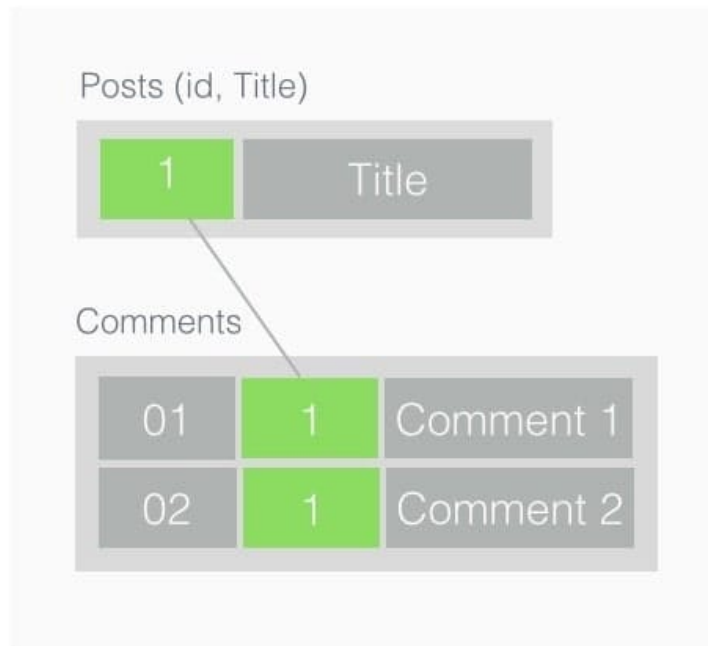 Posts (id, Title)
1 Title
Comments
01 1 Comment 1
02 1 Comment 2